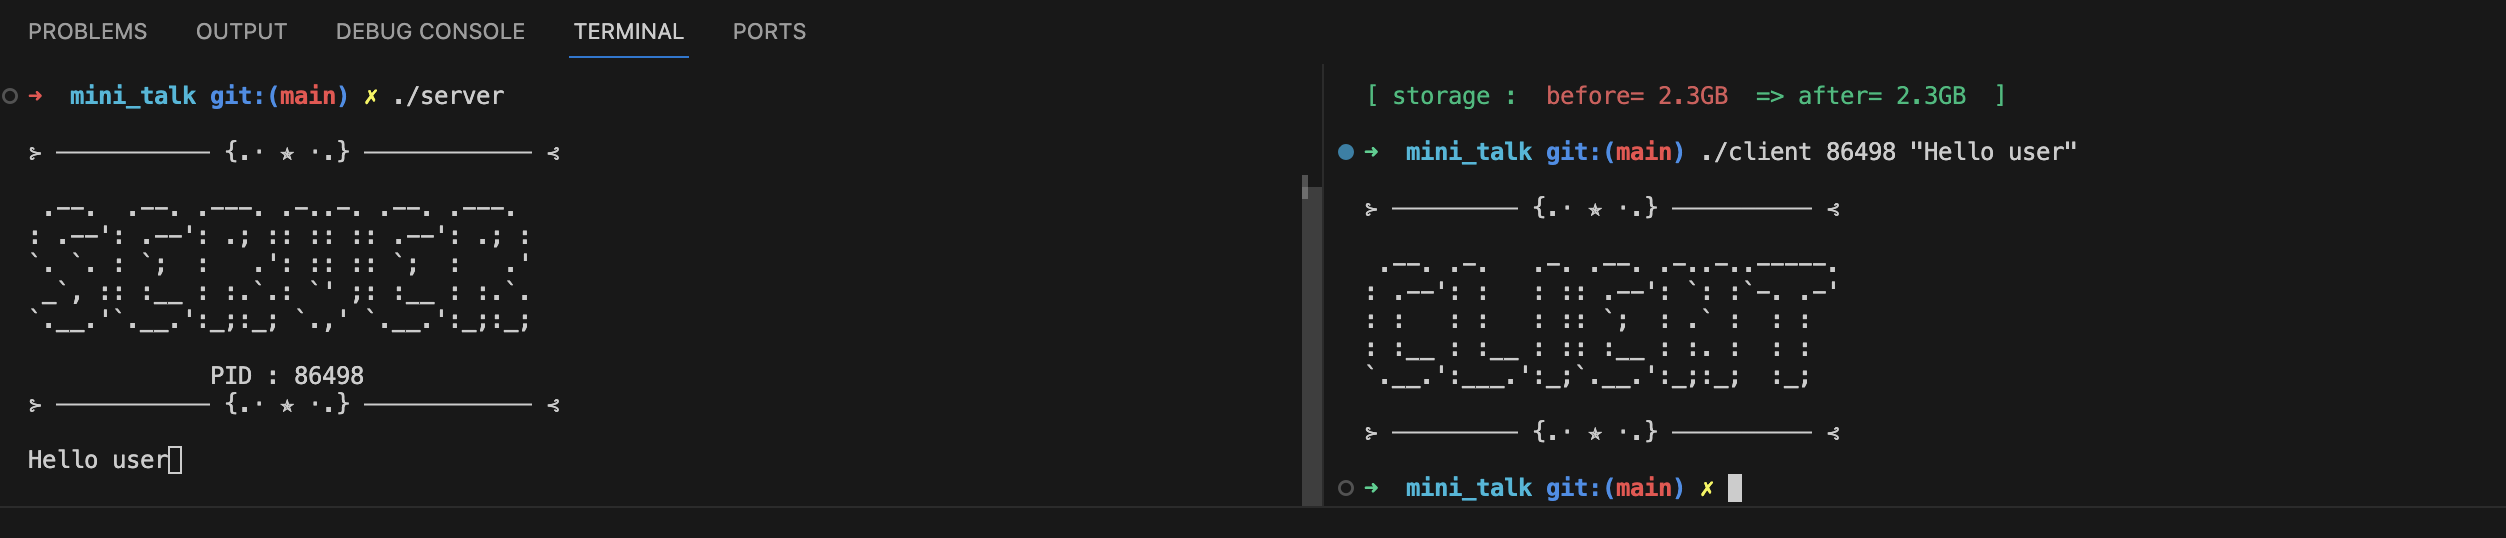 PROBLEMS OUTPUT DEBUG CONSOLE TERMINAL PORTS
➜ mini_talk git:(main) ✗ ./server
⊱ ─────────── {.⋅ ✯ ⋅.} ──────────── ⊰
SERVER
PID : 86498
⊱ ─────────── {.⋅ ✯ ⋅.} ──────────── ⊰
Hello user
[ storage : before= 2.3GB => after= 2.3GB ]
➜ mini_talk git:(main) ./client 86498 "Hello user"
⊱ ───────── {.⋅ ✯ ⋅.} ────────── ⊰
CLIENT
⊱ ───────── {.⋅ ✯ ⋅.} ────────── ⊰
➜ mini_talk git:(main) ✗